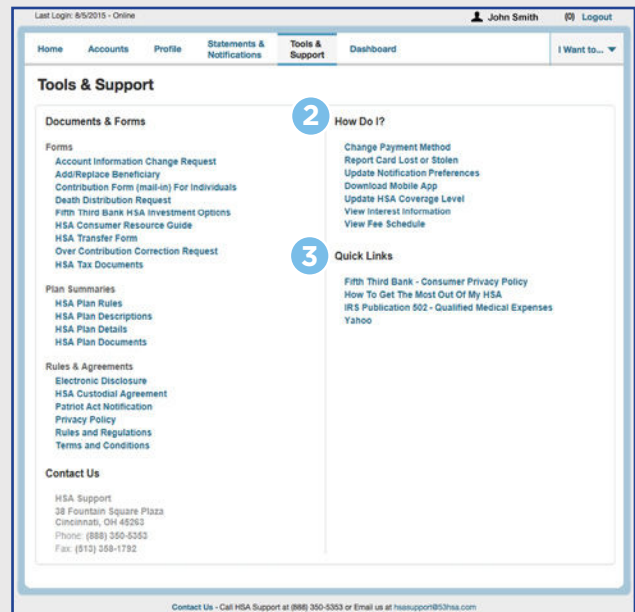 Last Login: 8/5/2015 - Online
John Smith
(0) Logout
Home
Accounts
Profile
Statements &
Notifications
Tools &
Support
Dashboard
I Want to...
Tools & Support
Documents & Forms
Forms
Account Information Change Request
Add/Replace Beneficiary
Contribution Form (mail-in) For Individuals
Death Distribution Request
Fifth Third Bank HSA Investment Options
HSA Consumer Resource Guide
HSA Transfer Form
Over Contribution Correction Request
HSA Tax Documents
Plan Summaries
HSA Plan Rules
HSA Plan Descriptions
HSA Plan Details
HSA Plan Documents
Rules & Agreements
Electronic Disclosure
HSA Custodial Agreement
Patriot Act Notification
Privacy Policy
Rules and Regulations
Terms and Conditions
Contact Us
HSA Support
38 Fountain Square Plaza
Cincinnati, OH 45263
Phone: (888) 350-5353
Fax: (513) 358-1792
2
How Do I?
Change Payment Method
Report Card Lost or Stolen
Update Notification Preferences
Download Mobile App
Update HSA Coverage Level
View Interest Information
View Fee Schedule
3
Quick Links
Fifth Third Bank - Consumer Privacy Policy
How To Get The Most Out Of My HSA
IRS Publication 502 - Qualified Medical Expenses
Yahoo
Contact Us - Call HSA Support at (888) 350-5353 or Email us at hsasupport@53hsa.com